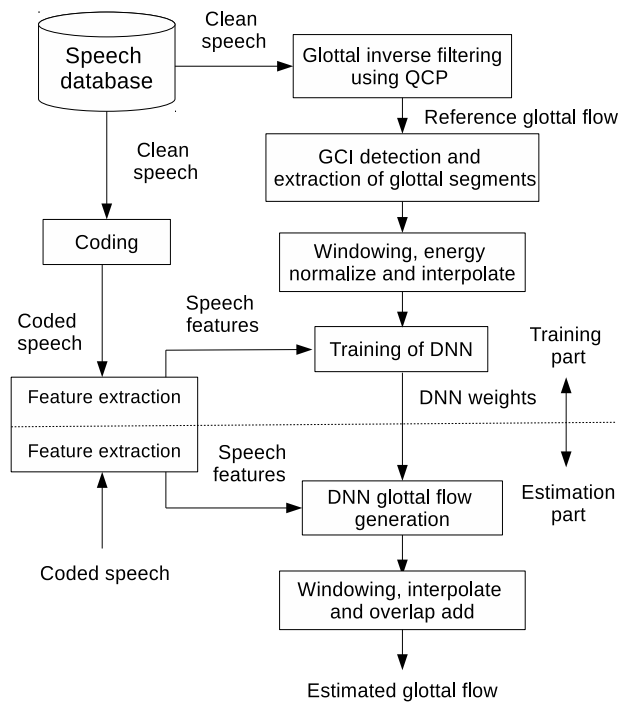 Clean
speech
Speech
database
Glottal inverse filtering
using QCP
Reference glottal flow
Clean
speech
GCI detection and
extraction of glottal segments
Coding
Windowing, energy
normalize and interpolate
Coded
speech
Speech
features
Training of DNN
Training
part
Feature extraction
DNN weights
Feature extraction
Speech
features
DNN glottal flow
generation
Estimation
part
Coded speech
Windowing, interpolate
and overlap add
Estimated glottal flow